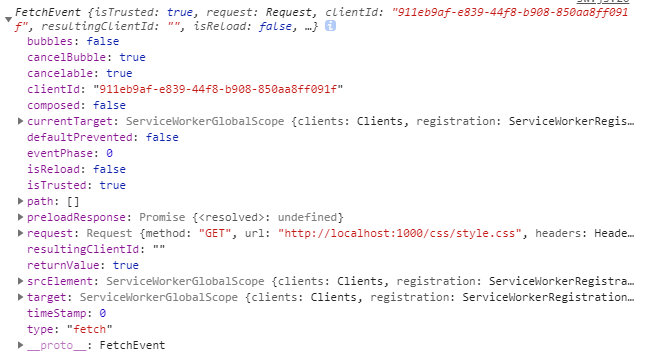 FetchEvent {isTrusted: true, request: Request, clientId: "911eb9af-e839-44f8-b908-850aa8ff091
f", resultingClientId: "", isReload: false, …}
bubbles: false
cancelBubble: true
cancelable: true
clientId: "911eb9af-e839-44f8-b908-850aa8ff091f"
composed: false
currentTarget: ServiceWorkerGlobalScope {clients: Clients, registration: ServiceWorkerRegis…
defaultPrevented: false
eventPhase: 0
isReload: false
isTrusted: true
path: []
preloadResponse: Promise {<resolved>: undefined}
request: Request {method: "GET", url: "http://localhost:1000/css/style.css", headers: Heade…
resultingClientId: ""
returnValue: true
srcElement: ServiceWorkerGlobalScope {clients: Clients, registration: ServiceWorkerRegistra…
target: ServiceWorkerGlobalScope {clients: Clients, registration: ServiceWorkerRegistration…
timeStamp: 0
type: "fetch"
__proto__: FetchEvent